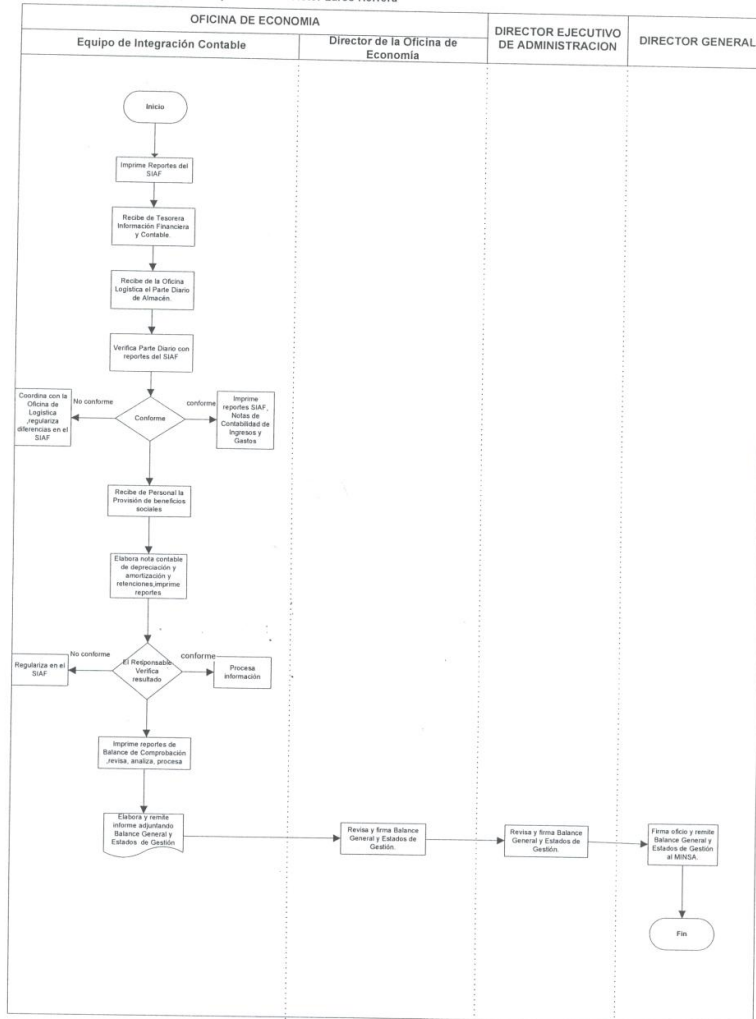 OFICINA DE ECONOMIA
DIRECTOR EJECUTIVO
DE ADMINISTRACION
DIRECTOR GENERAL
Equipo de Integración Contable
Director de la Oficina de
Economía
Inicio
Imprime Reportes del
SIAF
Recibe de Tesorera
Información Financiera
y Contable.
Recibe de la Oficina
Logística el Parte Diario
de Almacén.
Verifica Parte Diario con
reportes del SIAF
Coordina con la
Oficina de
Logística
,regulariza
diferencias en el
SIAF
No conforme
Conforme
conforme
Imprime
reportes SIAF,
Notas de
Contabilidad de
Ingresos y
Gastos
Recibe de Personal la
Provisión de beneficios
sociales
Elabora nota contable
de depreciación y
amortización y
retenciones,imprime
reportes
Regulariza en el
SIAF
No conforme
El Responsable
Verifica
resultado
conforme
Procesa
información
Imprime reportes de
Balance de Comprobación
,revisa, analiza, procesa
Elabora y remite
informe adjuntando
Balance General y
Estados de Gestión
Revisa y firma Balance
General y Estados de
Gestión.
Revisa y firma Balance
General y Estados de
Gestión.
Firma oficio y remite
Balance General y
Estados de Gestión
al MINSA.
Fin